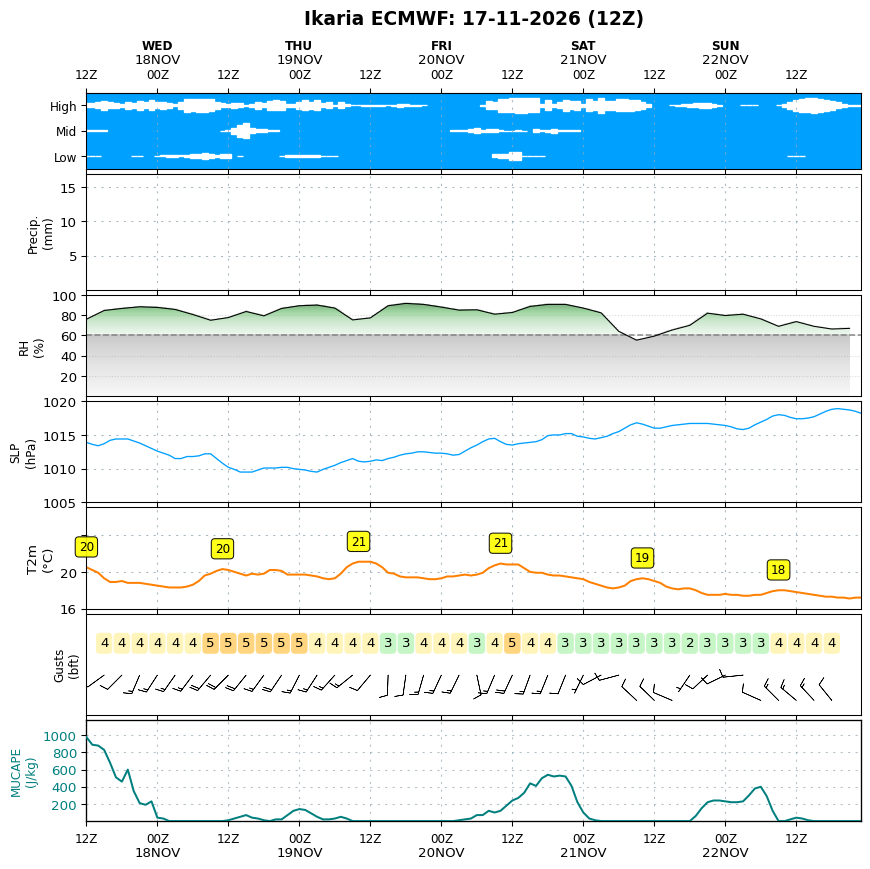 Ikaria ECMWF: 17-11-2026 (12Z)
WED THU FRI SAT SUN
18NOV 19NOV 20NOV 21NOV 22NOV
12Z 00Z 12Z 00Z 12Z 00Z 12Z 00Z 12Z 00Z 12Z
High
Mid
Low
Precip.
(mm)
15
10
5
RH
(%)
100
80
60
40
20
SLP
(hPa)
1020
1015
1010
1005
T2m
(°C)
20
16
20 20 21 21 19 18
Gusts
(bft)
4 4 4 4 4 4 5 5 5 5 5 5 4 4 4 4 3 3 4 4 4 3 4 5 4 4 3 3 3 3 3 3 3 2 3 3 3 3 4 4 4 4
MUCAPE
(J/kg)
1000
800
600
400
200
12Z 00Z 12Z 00Z 12Z 00Z 12Z 00Z 12Z 00Z 12Z
18NOV 19NOV 20NOV 21NOV 22NOV